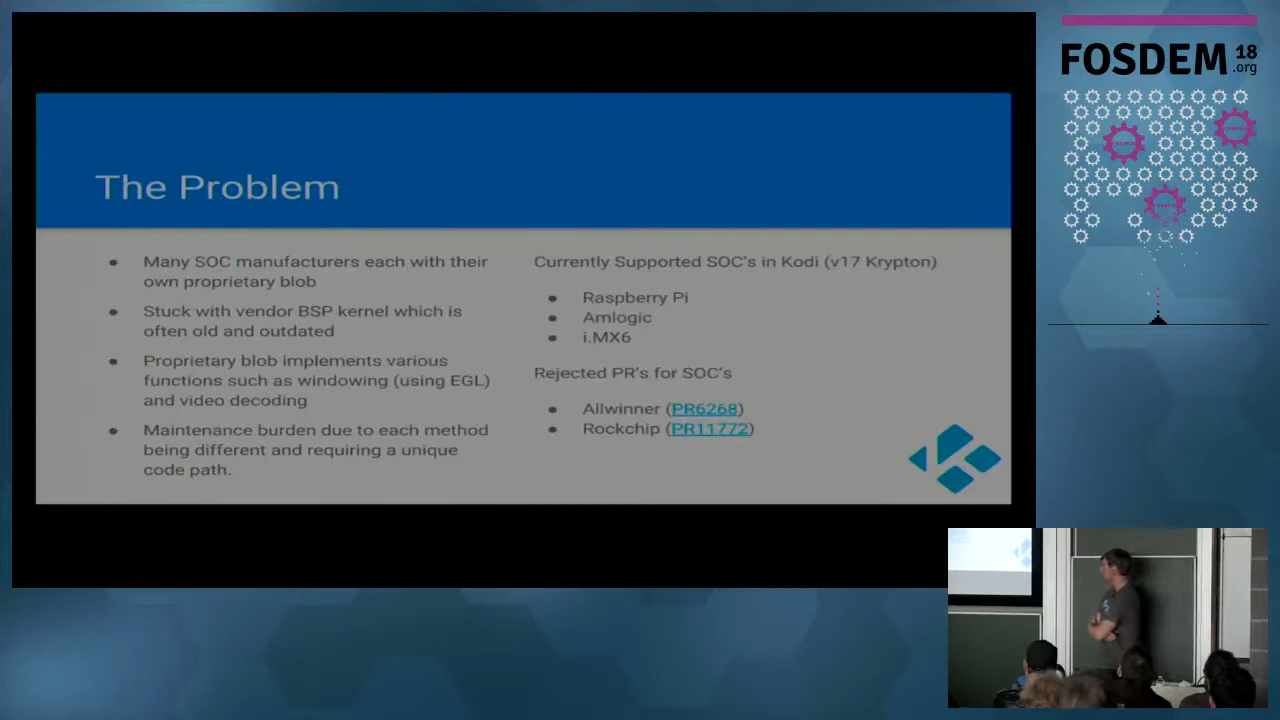 The Problem
Many SOC manufacturers each with their
own proprietary blob
Stuck with vendor BSP kernel which is
often old and outdated
Proprietary blob implements various
functions such as windowing (using EGL)
and video decoding
Maintenance burden due to each method
being different and requiring a unique
code path.
Currently Supported SOC's in Kodi (v17 Krypton)
Raspberry Pi
Amlogic
i.MX6
Rejected PR's for SOC's
Allwinner (PR6268)
Rockchip (PR11772)
FOSDEM 18
.org